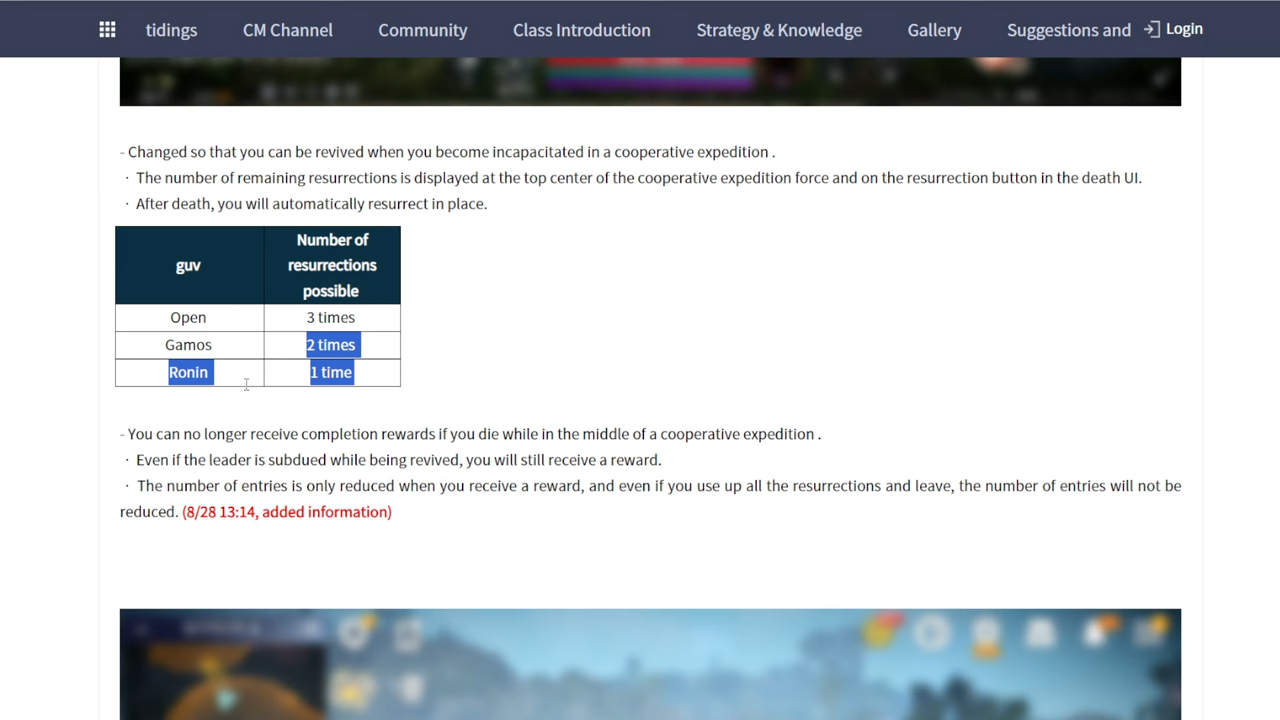 tidings CM Channel Community Class Introduction Strategy & Knowledge Gallery Suggestions and Login
- Changed so that you can be revived when you become incapacitated in a cooperative expedition .
· The number of remaining resurrections is displayed at the top center of the cooperative expedition force and on the resurrection button in the death UI.
· After death, you will automatically resurrect in place.
guv Number of resurrections possible
Open 3 times
Gamos 2 times
Ronin 1 time
- You can no longer receive completion rewards if you die while in the middle of a cooperative expedition .
· Even if the leader is subdued while being revived, you will still receive a reward.
· The number of entries is only reduced when you receive a reward, and even if you use up all the resurrections and leave, the number of entries will not be
reduced. (8/28 13:14, added information)